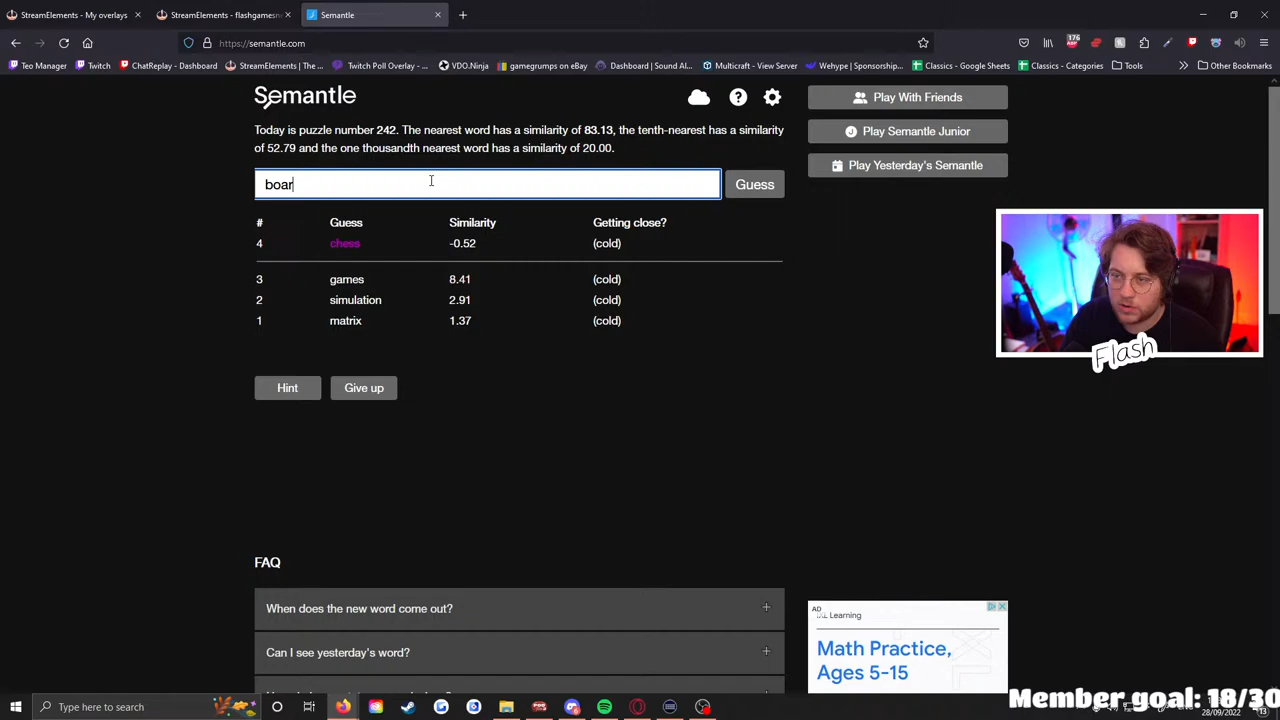 StreamElements - My overlays
StreamElements - flashgamesn
Semantle
https://semantle.com
176
Teo Manager
Twitch
ChatReplay - Dashboard
StreamElements | The ...
Twitch Poll Overlay - ...
VDO.Ninja
gamegrumps on eBay
Dashboard | Sound Al...
Multicraft - View Server
Wehype | Sponsorship...
Classics - Google Sheets
Classics - Categories
Tools
Other Bookmarks
Semantle
Today is puzzle number 242. The nearest word has a similarity of 83.13, the tenth-nearest has a similarity
of 52.79 and the one thousandth nearest word has a similarity of 20.00.
boar
Guess
# Guess Similarity Getting close?
4 chess -0.52 (cold)
3 games 8.41 (cold)
2 simulation 2.91 (cold)
1 matrix 1.37 (cold)
Hint
Give up
FAQ
When does the new word come out?
Can I see yesterday's word?
Play With Friends
Play Semantle Junior
Play Yesterday's Semantle
Flash
AD
Learning
Math Practice,
Ages 5-15
Member goal: 18/30
Type here to search
28/09/2022
13